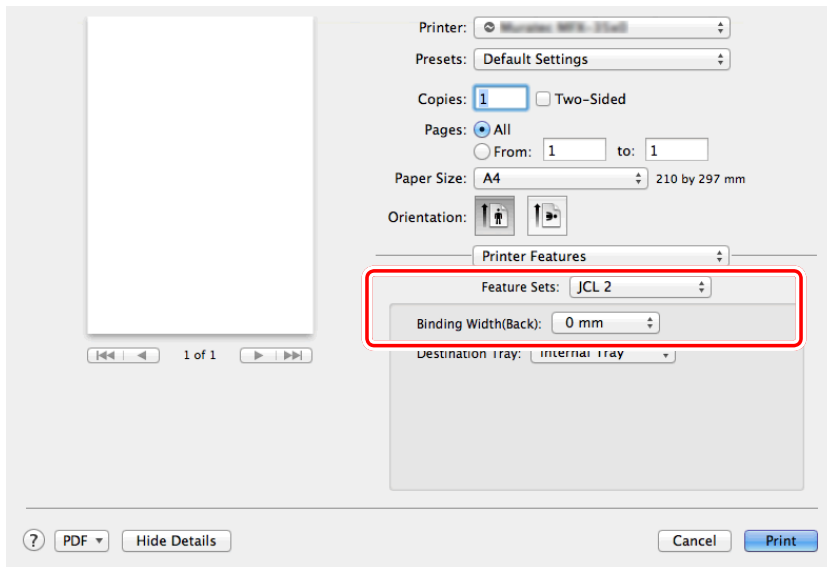 Printer:
Presets: Default Settings
Copies: 1 Two-Sided
Pages: All
From: 1 to: 1
Paper Size: A4 210 by 297 mm
Orientation:
Printer Features
Feature Sets: JCL 2
Binding Width(Back): 0 mm
Destination Tray: Internal Tray
1 of 1
? PDF Hide Details Cancel Print